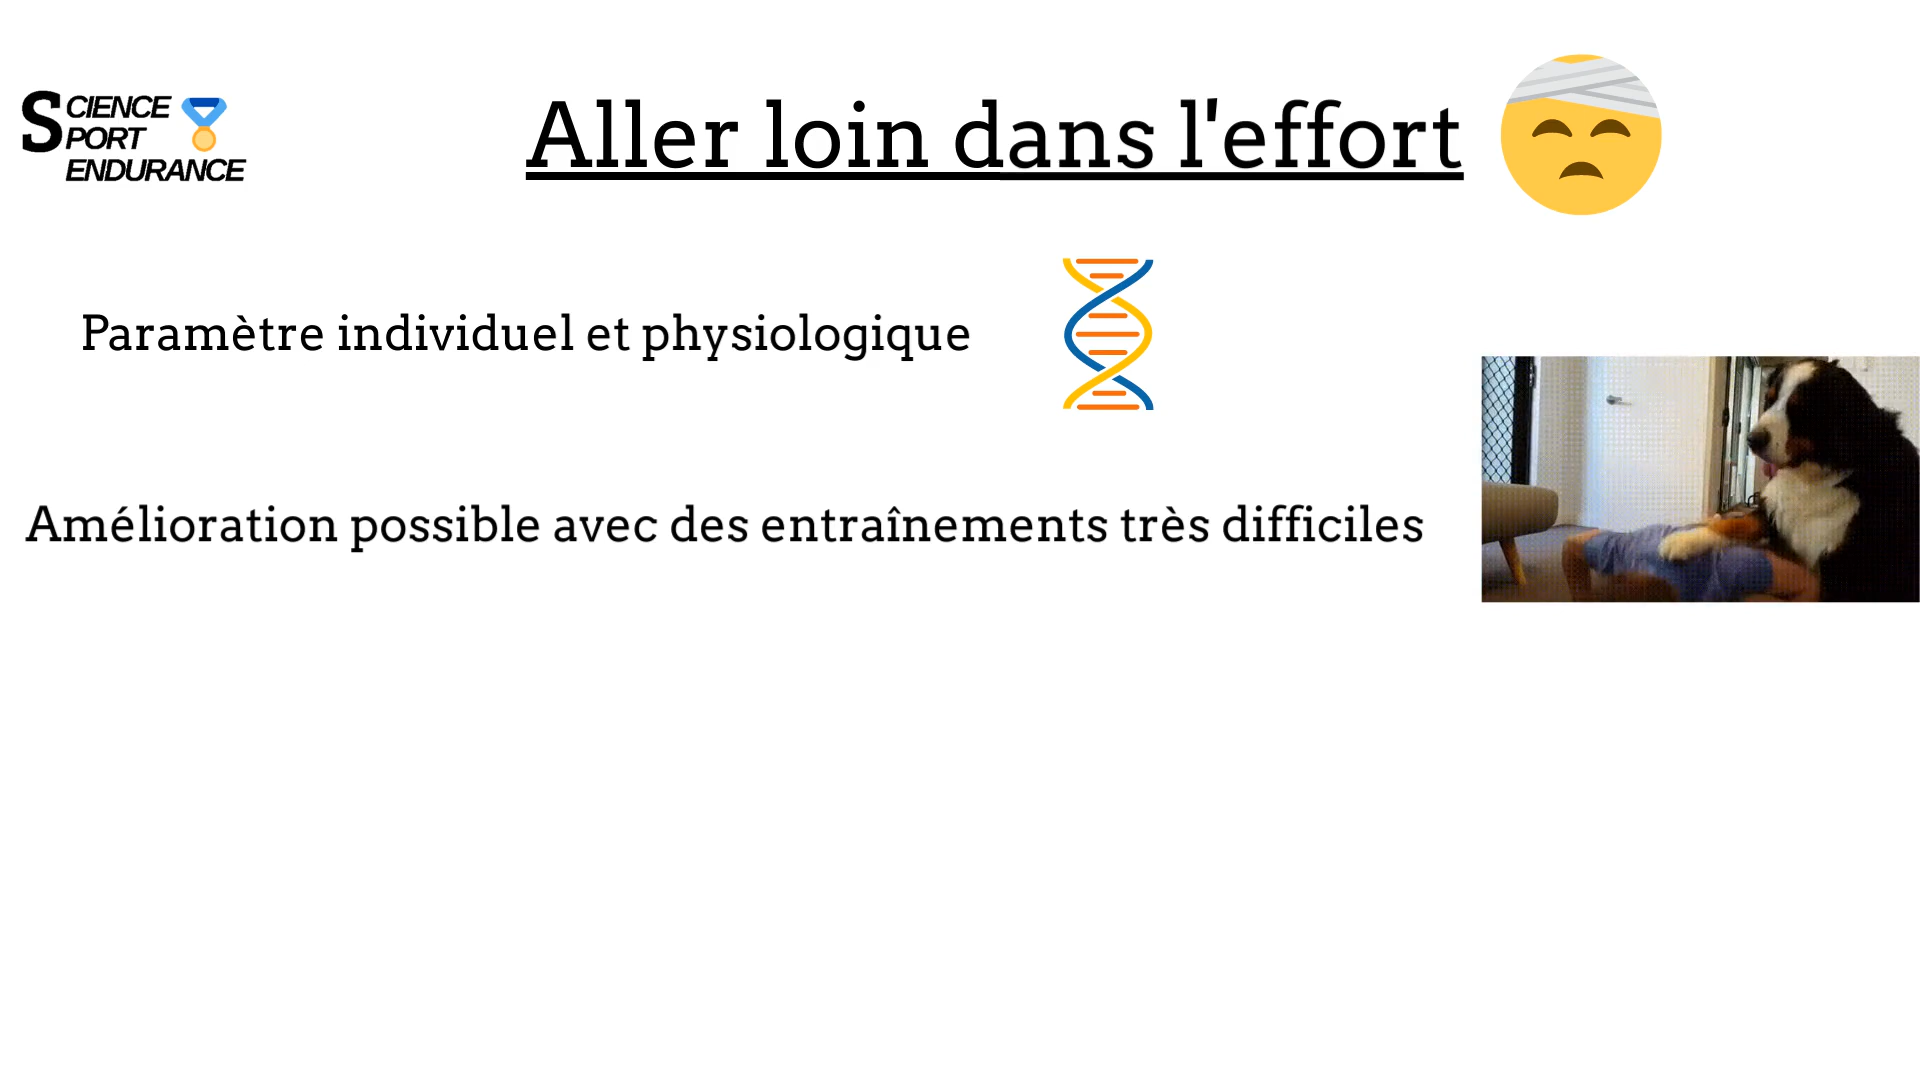 SCIENCE
SPORT
ENDURANCE
Aller loin dans l'effort
Paramètre individuel et physiologique
Amélioration possible avec des entraînements très difficiles